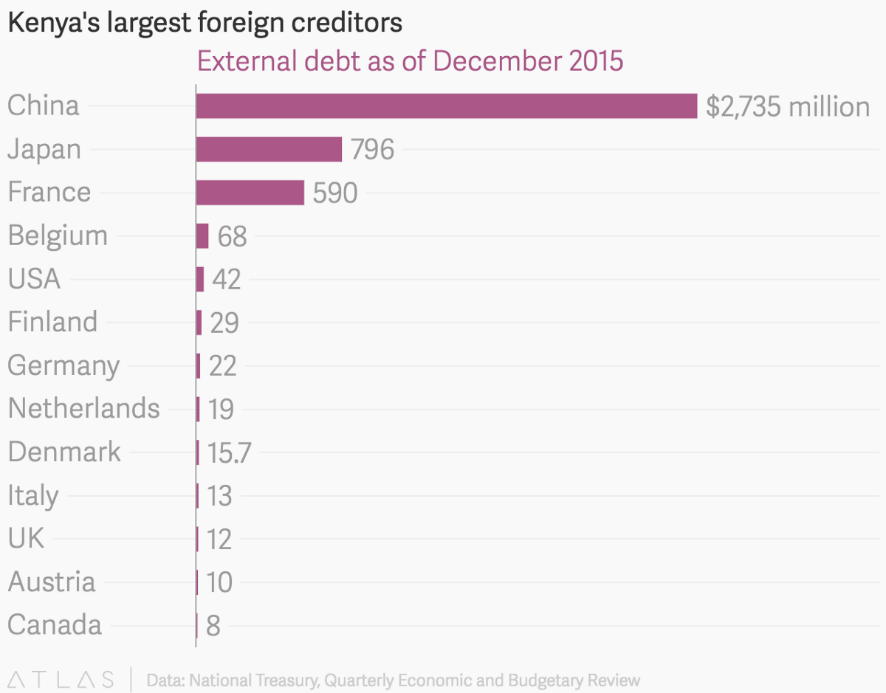 Kenya's largest foreign creditors
External debt as of December 2015
China $2,735 million
Japan 796
France 590
Belgium 68
USA 42
Finland 29
Germany 22
Netherlands 19
Denmark 15.7
Italy 13
UK 12
Austria 10
Canada 8
ATLAS Data: National Treasury, Quarterly Economic and Budgetary Review